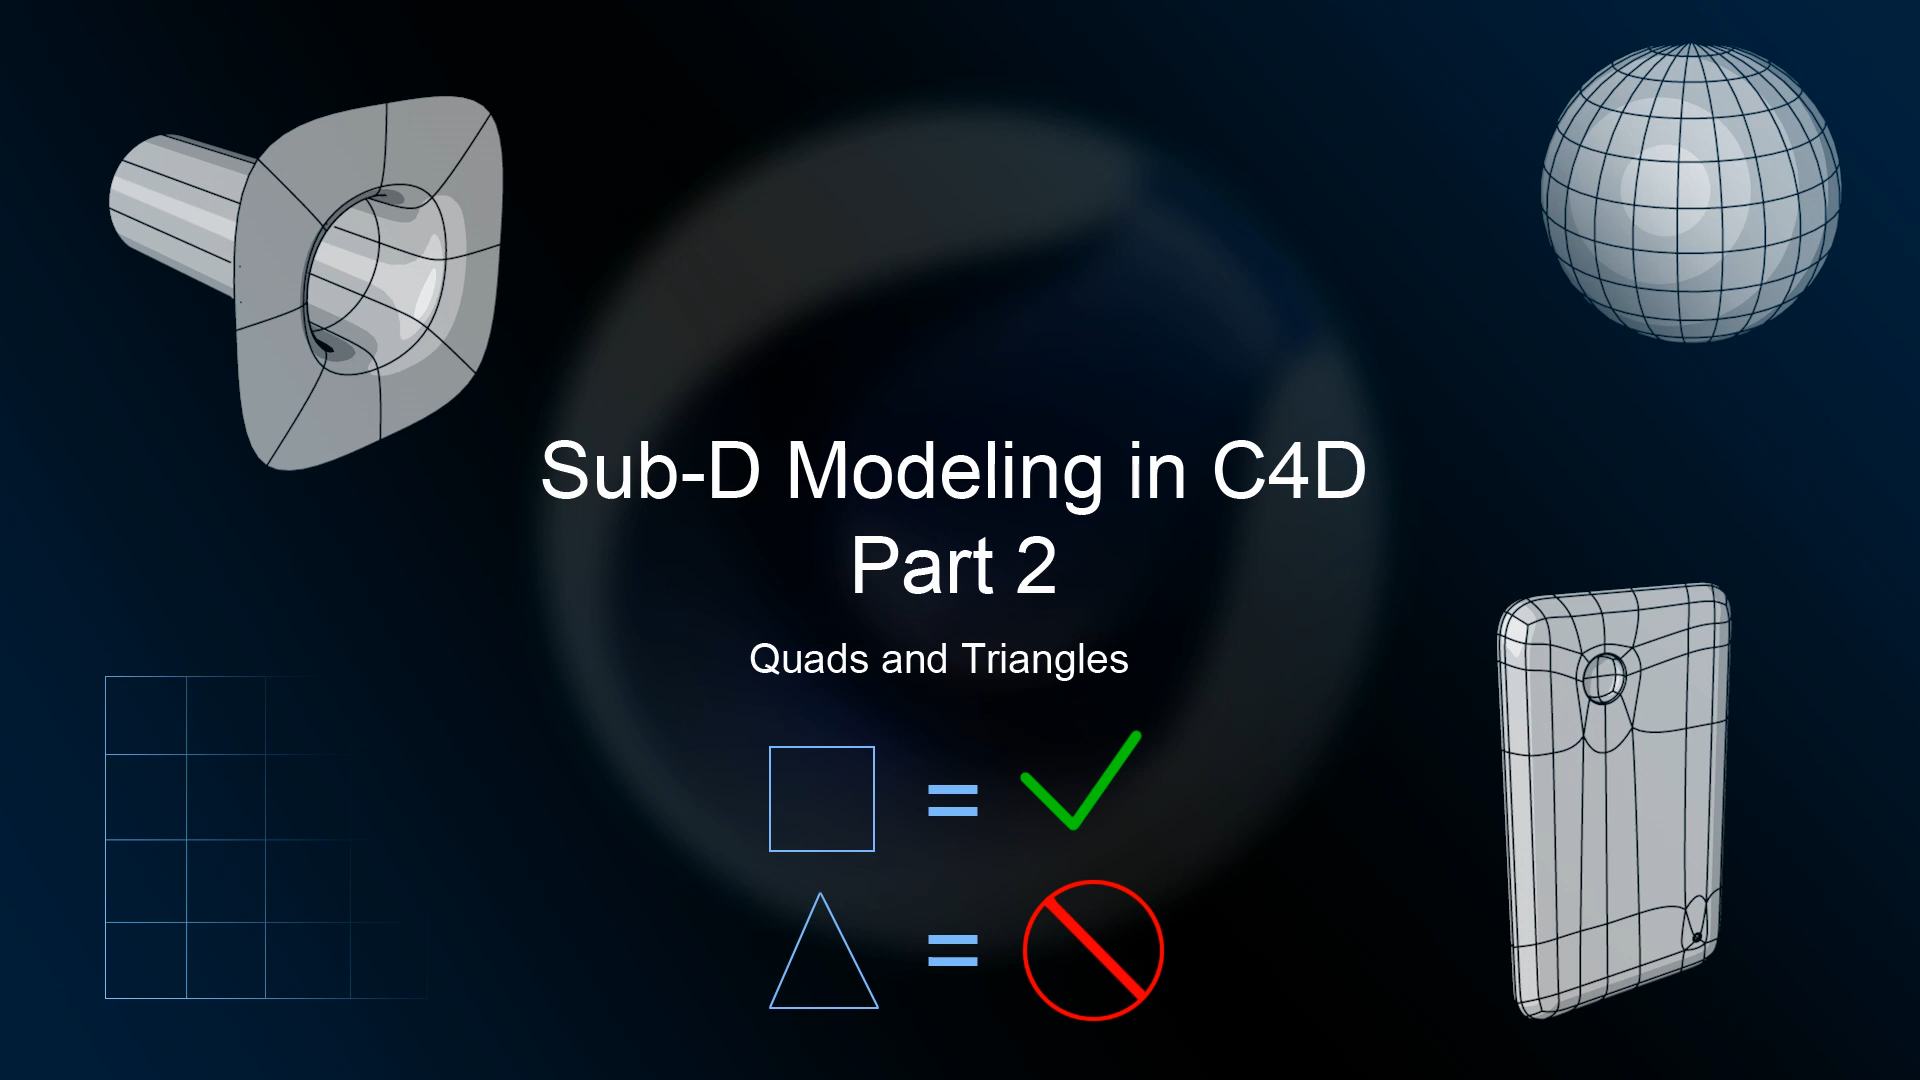 Sub-D Modeling in C4D
Part 2
Quads and Triangles
=
=